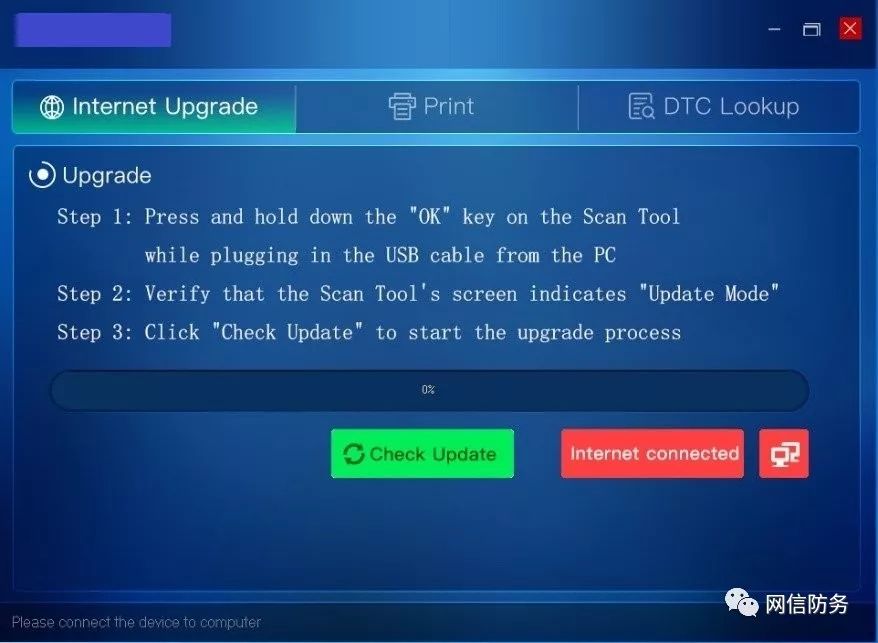 Internet Upgrade
Print
DTC Lookup
Upgrade
Step 1: Press and hold down the "OK" key on the Scan Tool
while plugging in the USB cable from the PC
Step 2: Verify that the Scan Tool's screen indicates "Update Mode"
Step 3: Click "Check Update" to start the upgrade process
0%
Check Update
Internet connected
网信防务
Please connect the device to computer